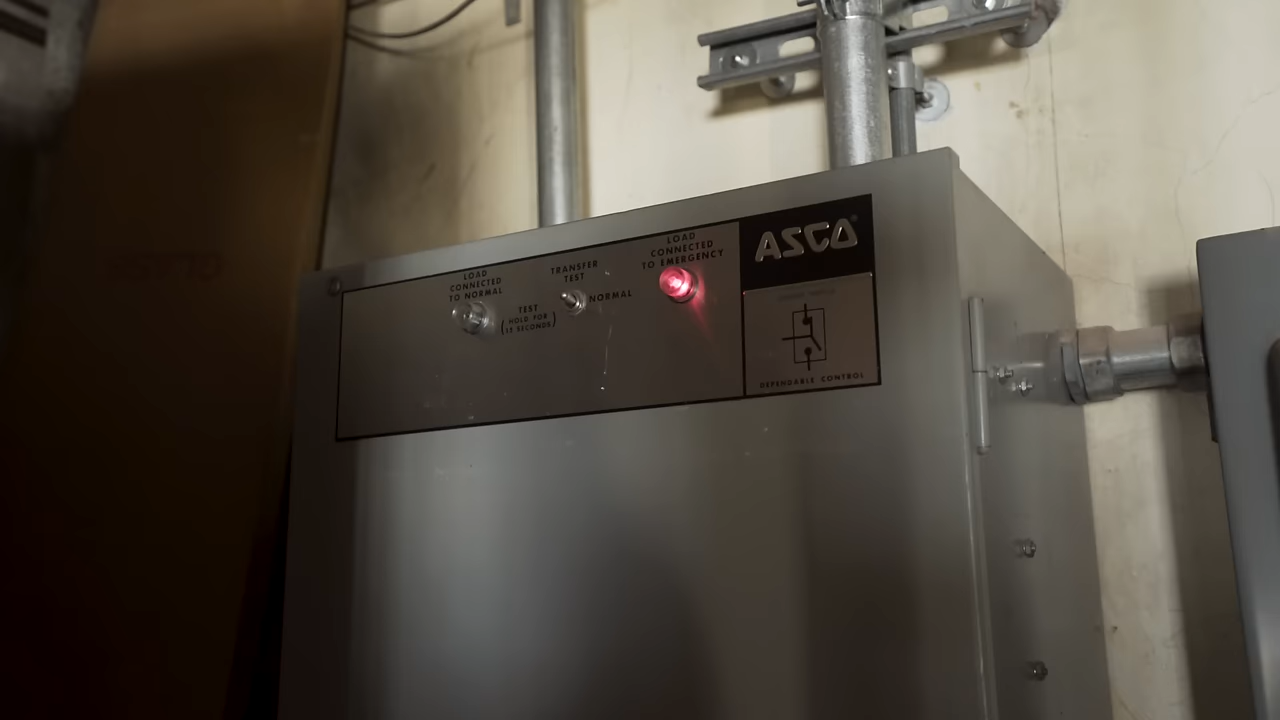 LOAD
CONNECTED
TO NORMAL
TEST
(HOLD FOR
15 SECONDS)
TRANSFER
TEST
NORMAL
LOAD
CONNECTED
TO EMERGENCY
ASCO®
DEPENDABLE CONTROL